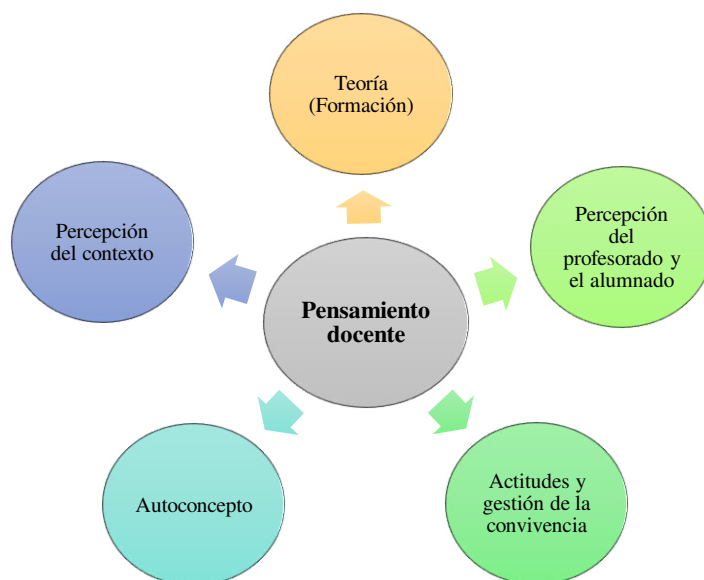 Teoría
(Formación)
Percepción
del
profesorado y
el alumnado
Actitudes y
gestión de la
convivencia
Autoconcepto
Percepción
del contexto
Pensamiento
docente